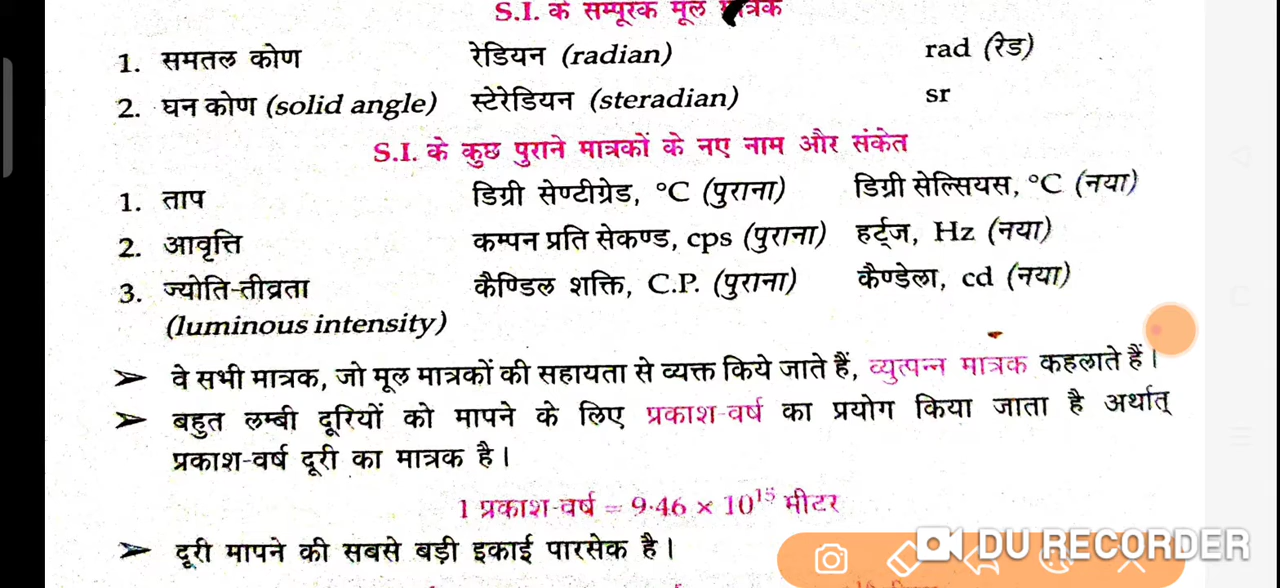 S.I. के सम्पूरक मूल मात्रक
1. समतल कोण रेडियन (radian) rad (रेड)
2. घन कोण (solid angle) स्टेरेडियन (steradian) sr
S.I. के कुछ पुराने मात्रकों के नए नाम और संकेत
1. ताप डिग्री सेण्टीग्रेड, °C (पुराना) डिग्री सेल्सियस, °C (नया)
2. आवृत्ति कम्पन प्रति सेकण्ड, cps (पुराना) हर्ट्ज, Hz (नया)
3. ज्योति-तीव्रता कैण्डिल शक्ति, C.P. (पुराना) कैण्डेला, cd (नया)
(luminous intensity)
➢ वे सभी मात्रक, जो मूल मात्रकों की सहायता से व्यक्त किये जाते हैं, व्युत्पन्न मात्रक कहलाते हैं।
➢ बहुत लम्बी दूरियों को मापने के लिए प्रकाश-वर्ष का प्रयोग किया जाता है अर्थात्
प्रकाश-वर्ष दूरी का मात्रक है।
1 प्रकाश-वर्ष = 9·46 × 10¹⁵ मीटर
➢ दूरी मापने की सबसे बड़ी इकाई पारसेक है।
DU RECORDER